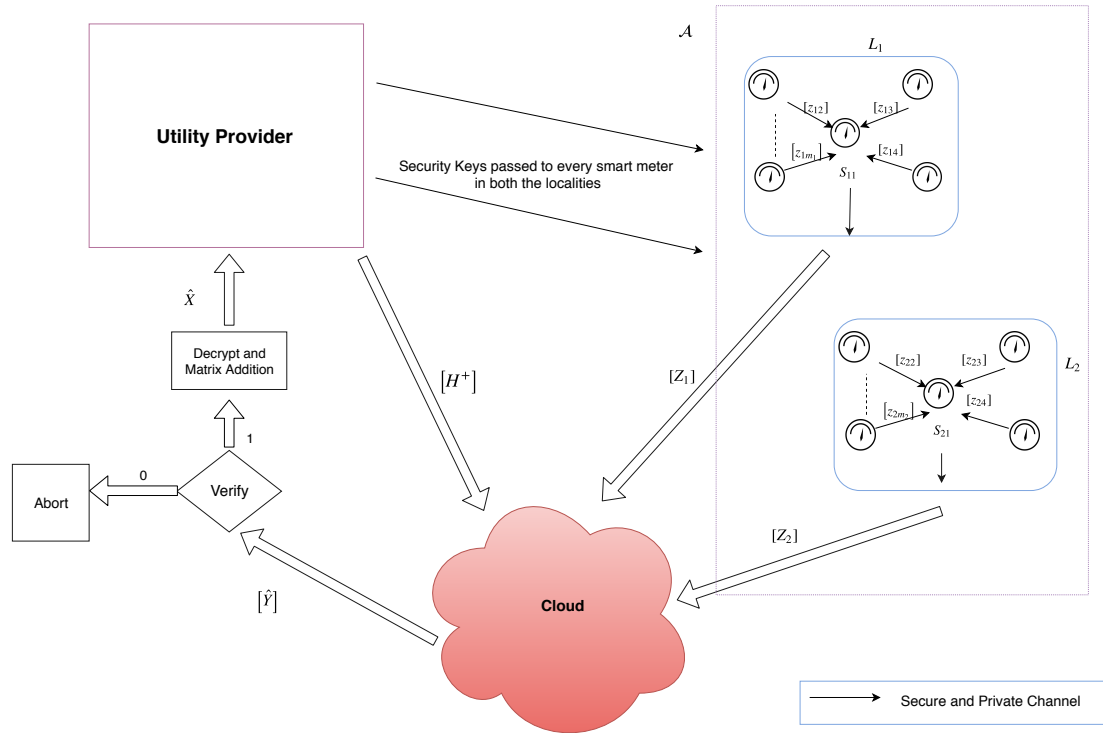 𝒜
L₁
[z₁₂]
[z₁₃]
Utility Provider
[z₁ₘ₁]
[z₁₄]
Security Keys passed to every smart meter
in both the localities
S₁₁
X̂
Decrypt and
Matrix Addition
[H⁺]
[Z₁]
[z₂₂]
[z₂₃]
L₂
[z₂ₘ₂]
[z₂₄]
S₂₁
1
0
Verify
Abort
[Z₂]
[Ŷ]
Cloud
Secure and Private Channel